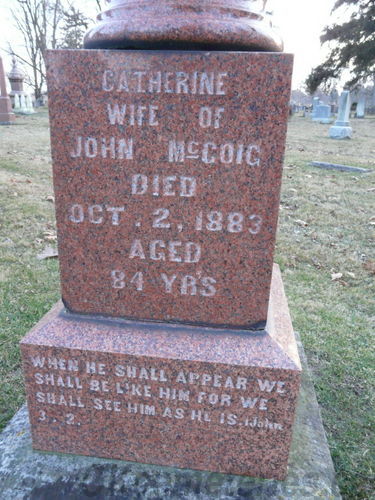 CATHERINE
WIFE OF
JOHN McCOIG
DIED
OCT. 2, 1883
AGED
84 YRS
WHEN HE SHALL APPEAR WE
SHALL BE LIKE HIM FOR WE
SHALL SEE HIM AS HE IS. 1John
3. 2.